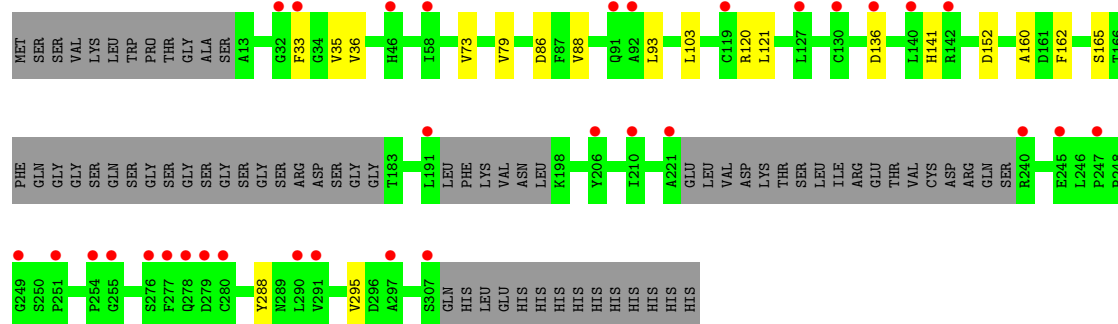 MET SER SER VAL LYS LEU TRP PRO THR GLY ALA SER A13 G32 F33 G34 V35 V36 H46 I58 V73 V79 D86 F87 V88 Q91 A92 L93 L103 C119 R120 L121 L127 C130 D136 L140 H141 R142 D152 A160 D161 F162 S165 T166
PHE GLN GLY GLY SER GLN SER GLY SER GLY SER GLY SER GLY SER ARG ASP SER GLY GLY T183 L191 LEU PHE LYS VAL ASN LEU K198 Y206 I210 A221 GLU LEU VAL ASP LYS THR SER LEU ILE ARG GLU THR VAL CYS ASP ARG GLN SER R240 E245 L246 P247 P248
G249 S250 P251 P254 G255 S276 F277 Q278 D279 C280 Y288 N289 L290 V291 V295 D296 A297 S307 GLN HIS LEU GLU HIS HIS HIS HIS HIS HIS HIS HIS